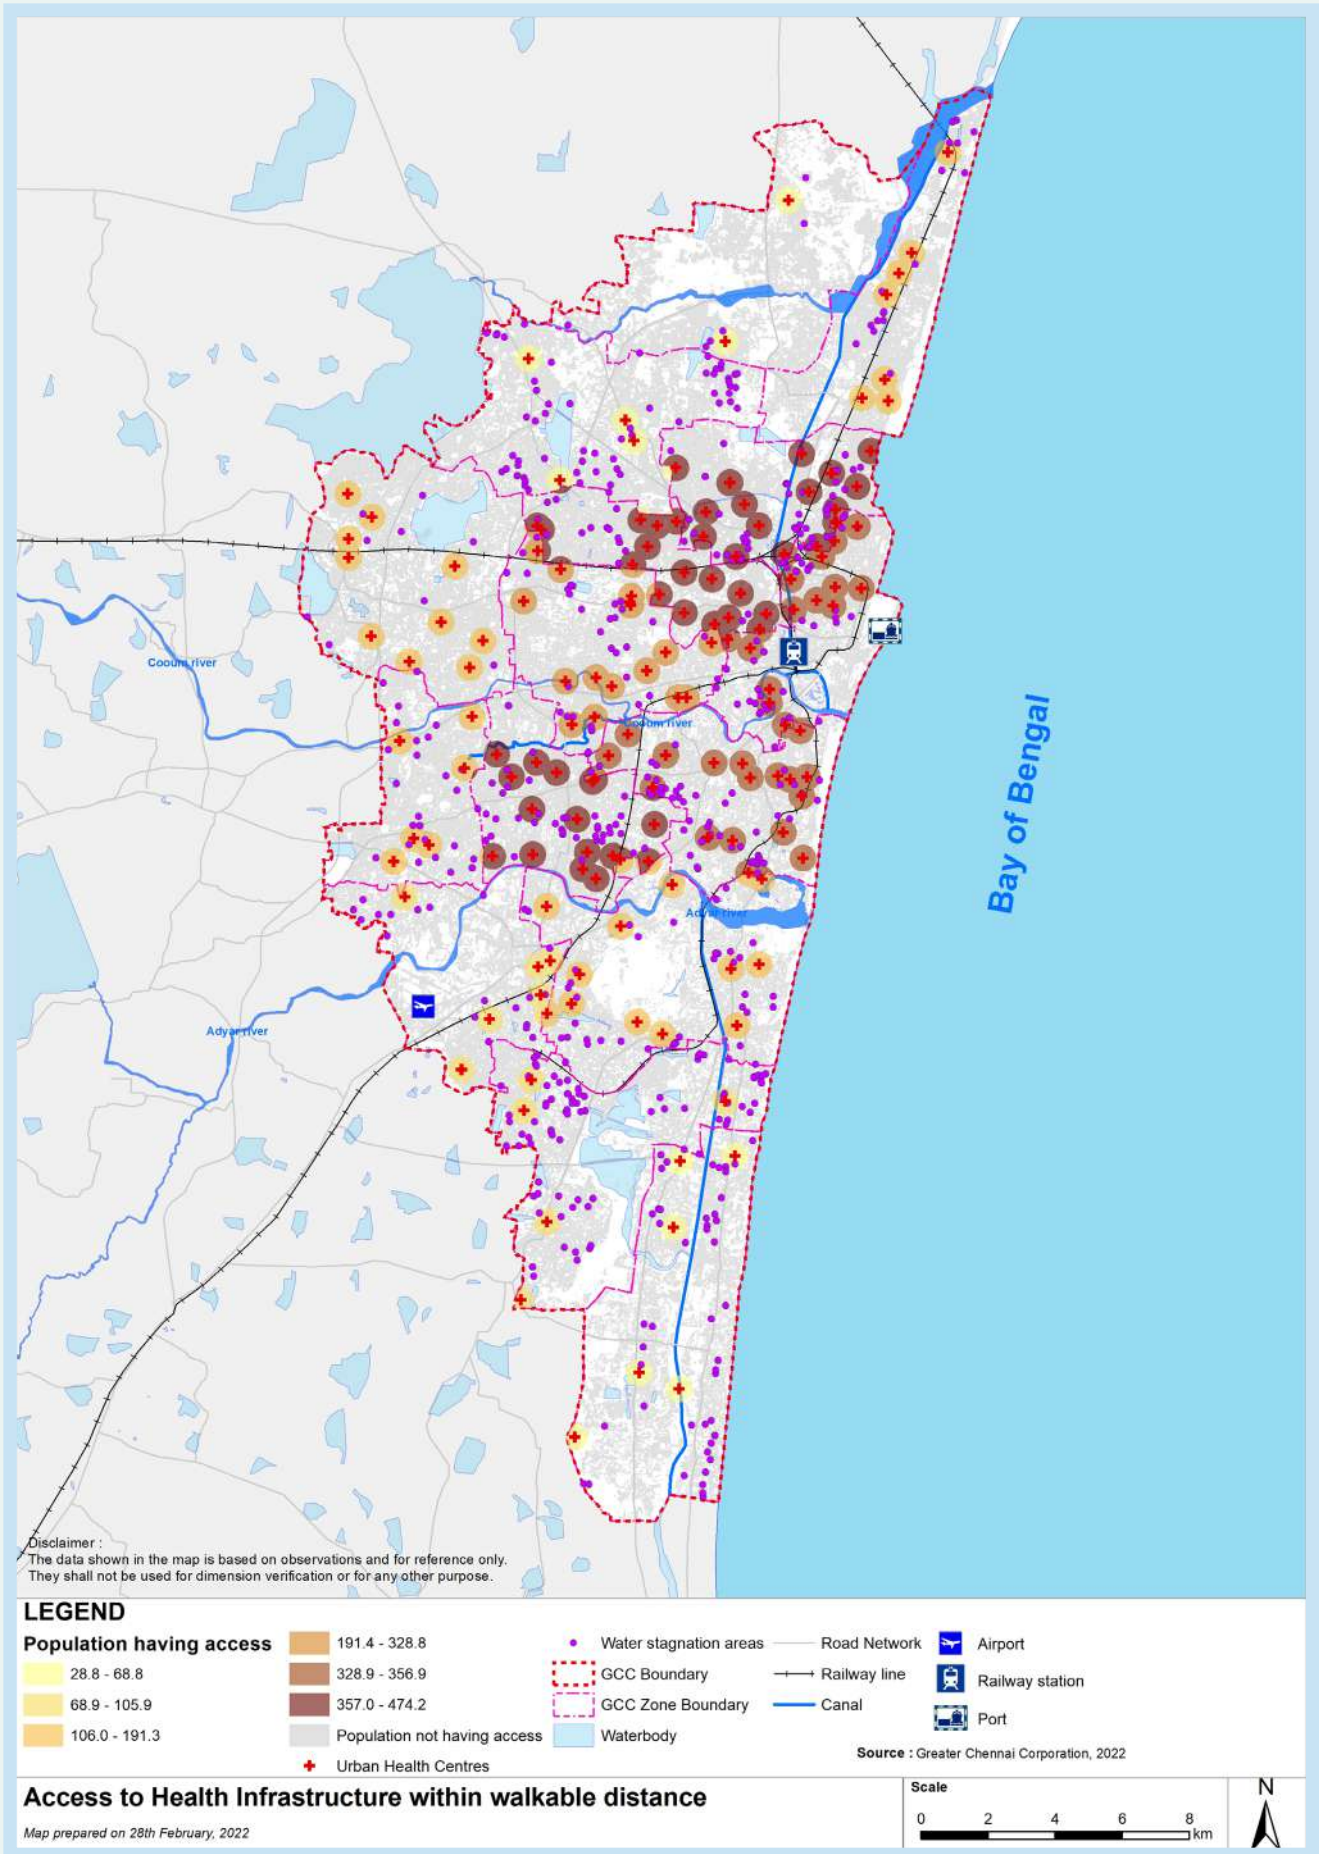 Cooum river
Cooum river
Bay of Bengal
Adyar river
Adyar river
Disclaimer :
The data shown in the map is based on observations and for reference only.
They shall not be used for dimension verification or for any other purpose.
LEGEND
Population having access
28.8 - 68.8
68.9 - 105.9
106.0 - 191.3
191.4 - 328.8
328.9 - 356.9
357.0 - 474.2
Population not having access
Urban Health Centres
Water stagnation areas
GCC Boundary
GCC Zone Boundary
Waterbody
Road Network
Railway line
Canal
Airport
Railway station
Port
Source : Greater Chennai Corporation, 2022
Access to Health Infrastructure within walkable distance
Map prepared on 28th February, 2022
Scale
0 2 4 6 8
km
N